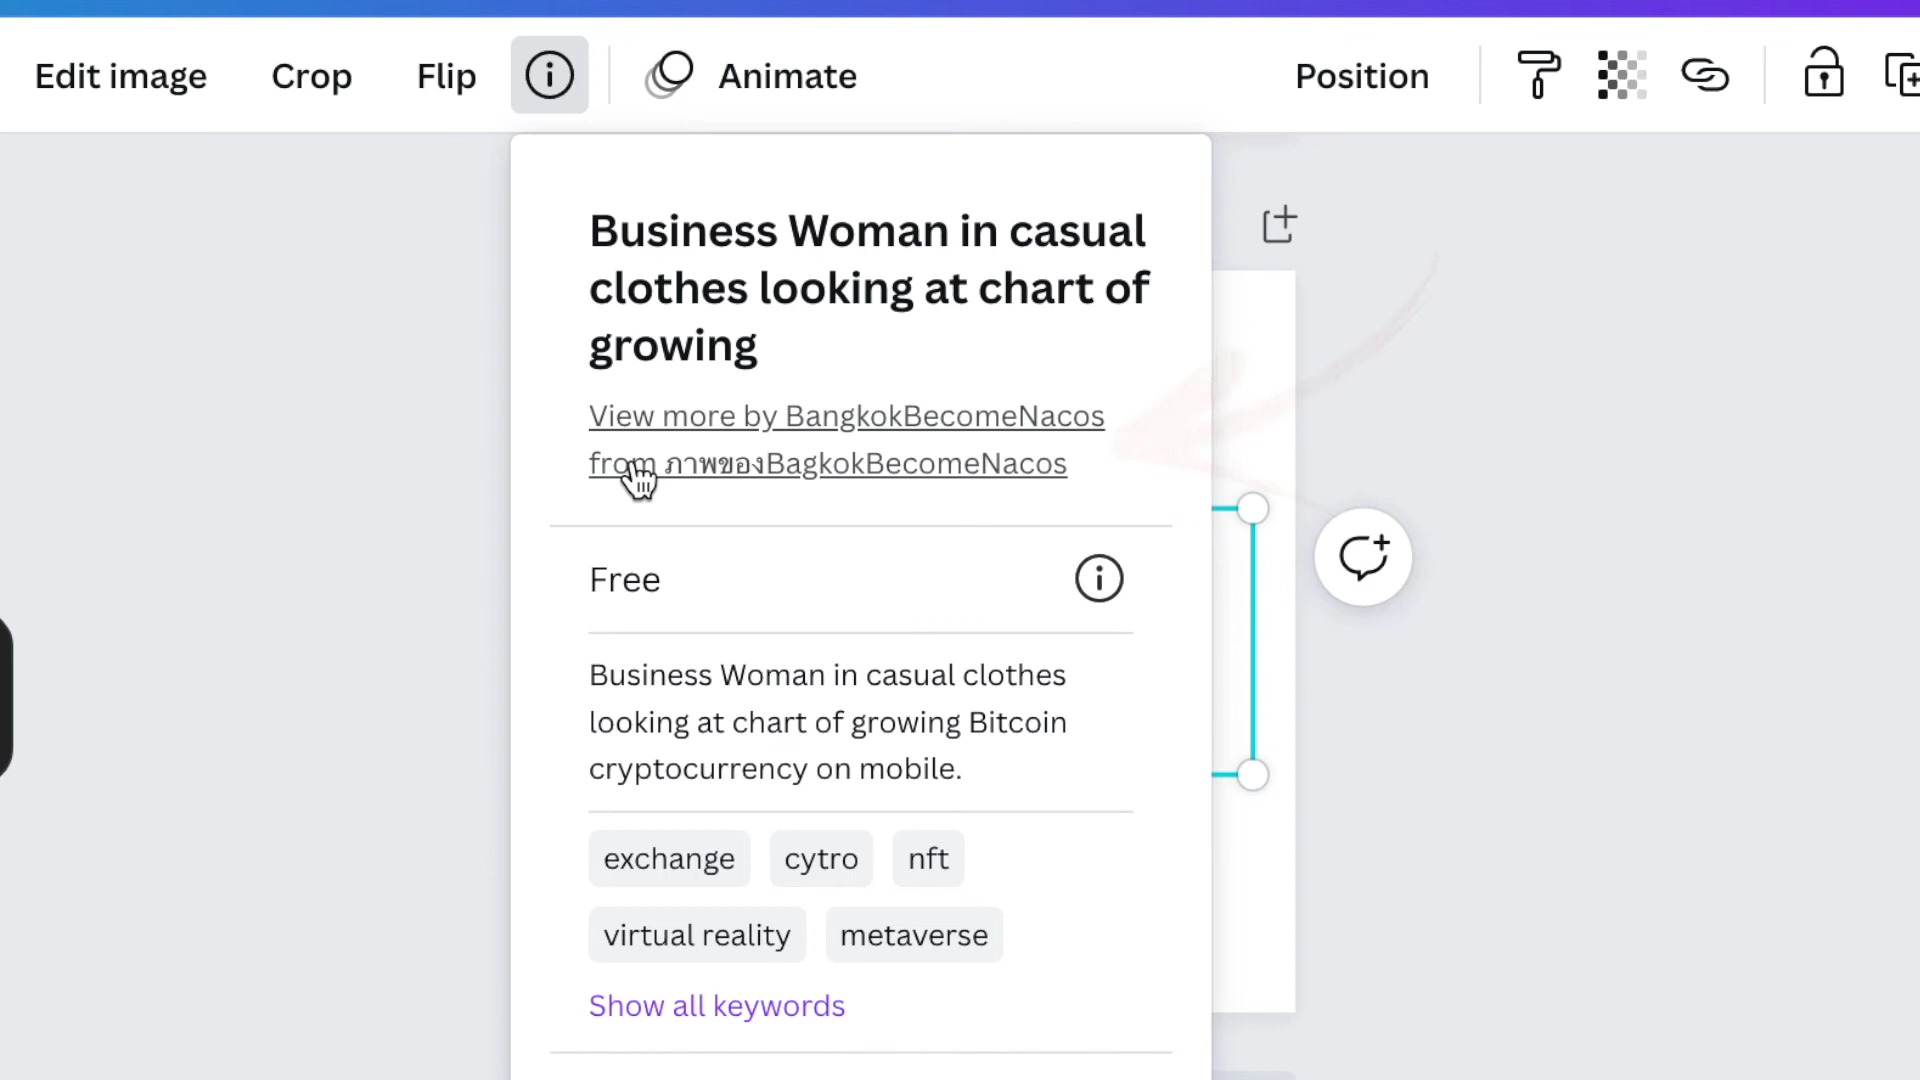 Edit image Crop Flip Animate Position
Business Woman in casual
clothes looking at chart of
growing
View more by BangkokBecomeNacos
from ภาพของBagkokBecomeNacos
Free
Business Woman in casual clothes
looking at chart of growing Bitcoin
cryptocurrency on mobile.
exchange cytro nft
virtual reality metaverse
Show all keywords